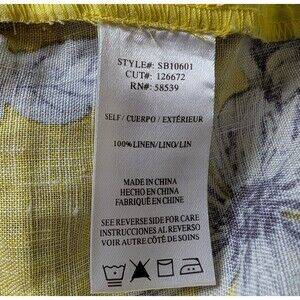 STYLE#: SB10601
CUT#: 126672
RN#: 58539
SELF / CUERPO / EXTÉRIEUR
100% LINEN/LINO/LIN
MADE IN CHINA
HECHO EN CHINA
FABRIQUÉ EN CHINE
SEE REVERSE SIDE FOR CARE
INSTRUCCIONES AL REVERSO
VOIR AUTRE CÔTÉ DE SOINS